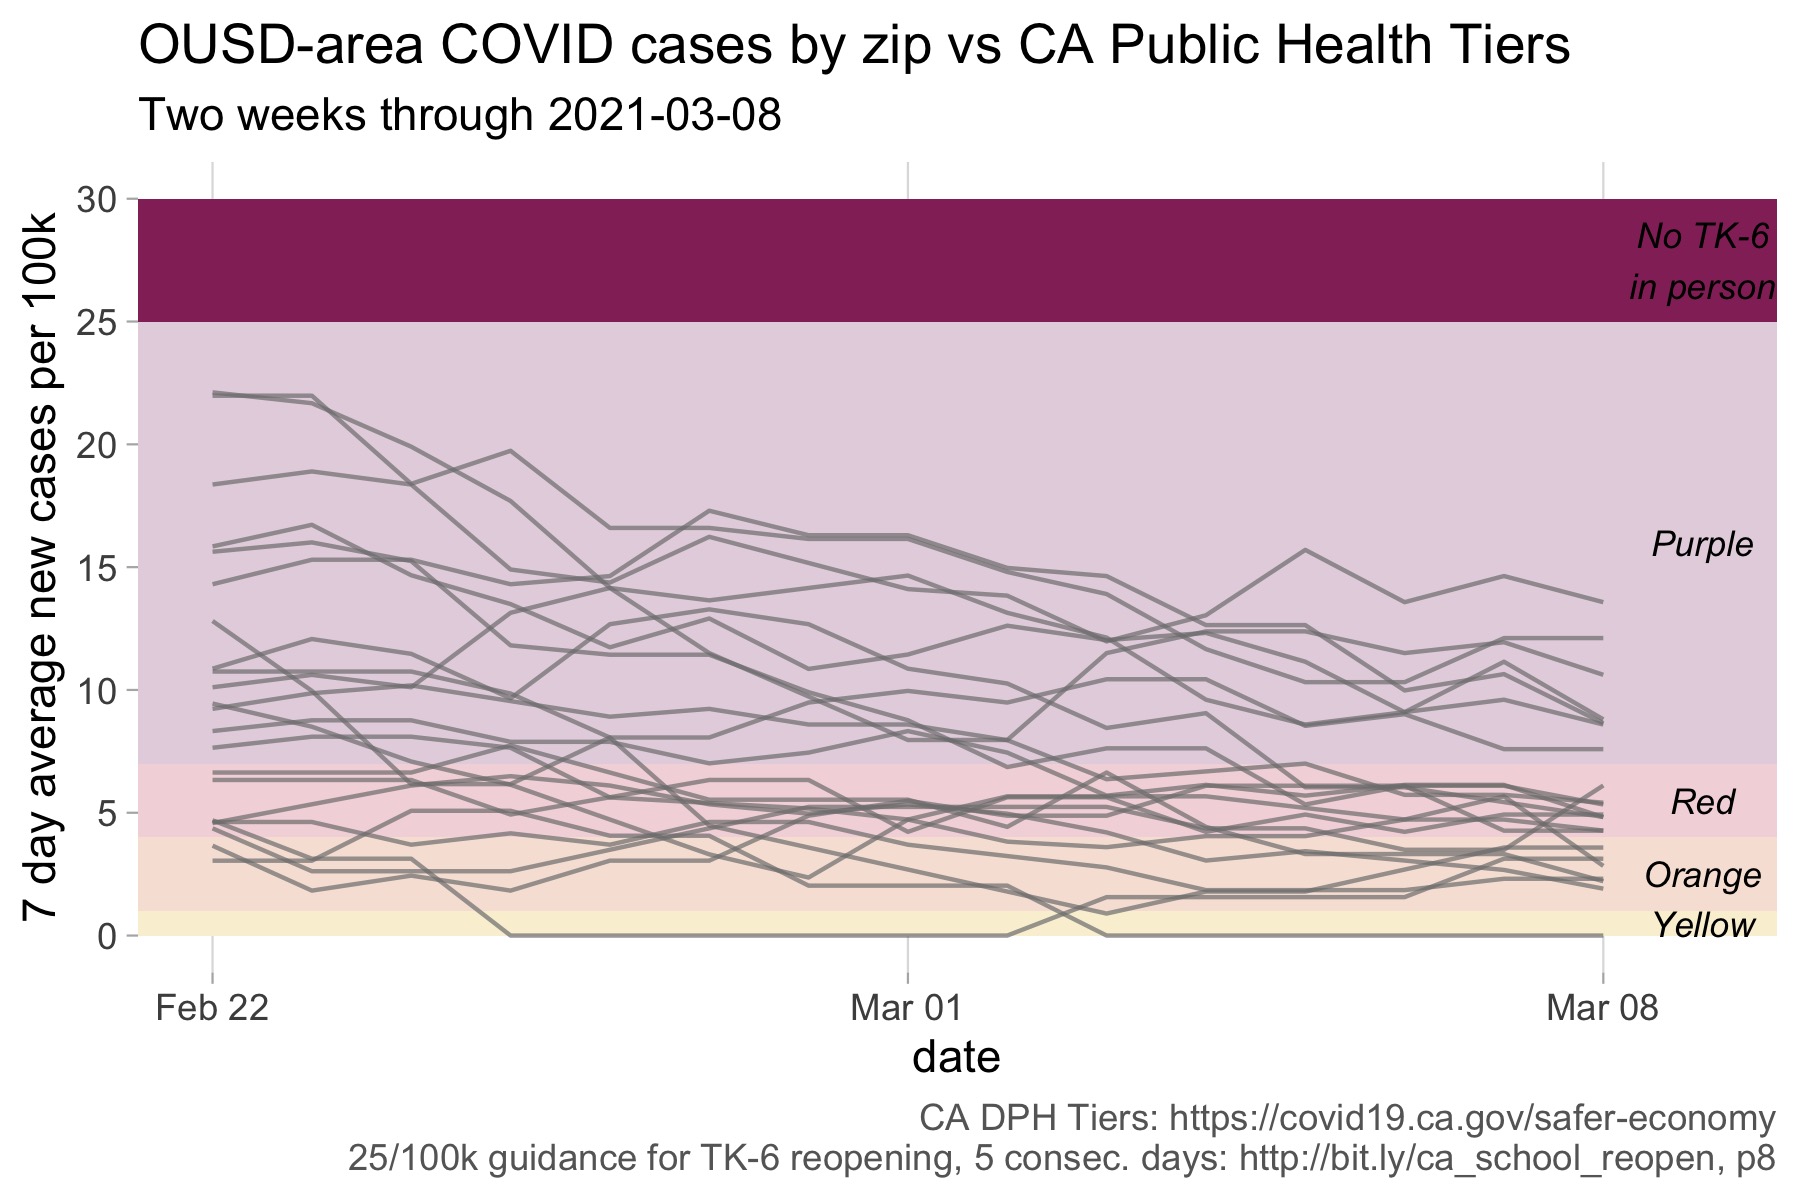 OUSD-area COVID cases by zip vs CA Public Health Tiers
Two weeks through 2021-03-08
7 day average new cases per 100k
30
25
20
15
10
5
0
No TK-6
in person
Purple
Red
Orange
Yellow
Feb 22
Mar 01
Mar 08
date
CA DPH Tiers: https://covid19.ca.gov/safer-economy
25/100k guidance for TK-6 reopening, 5 consec. days: http://bit.ly/ca_school_reopen, p8